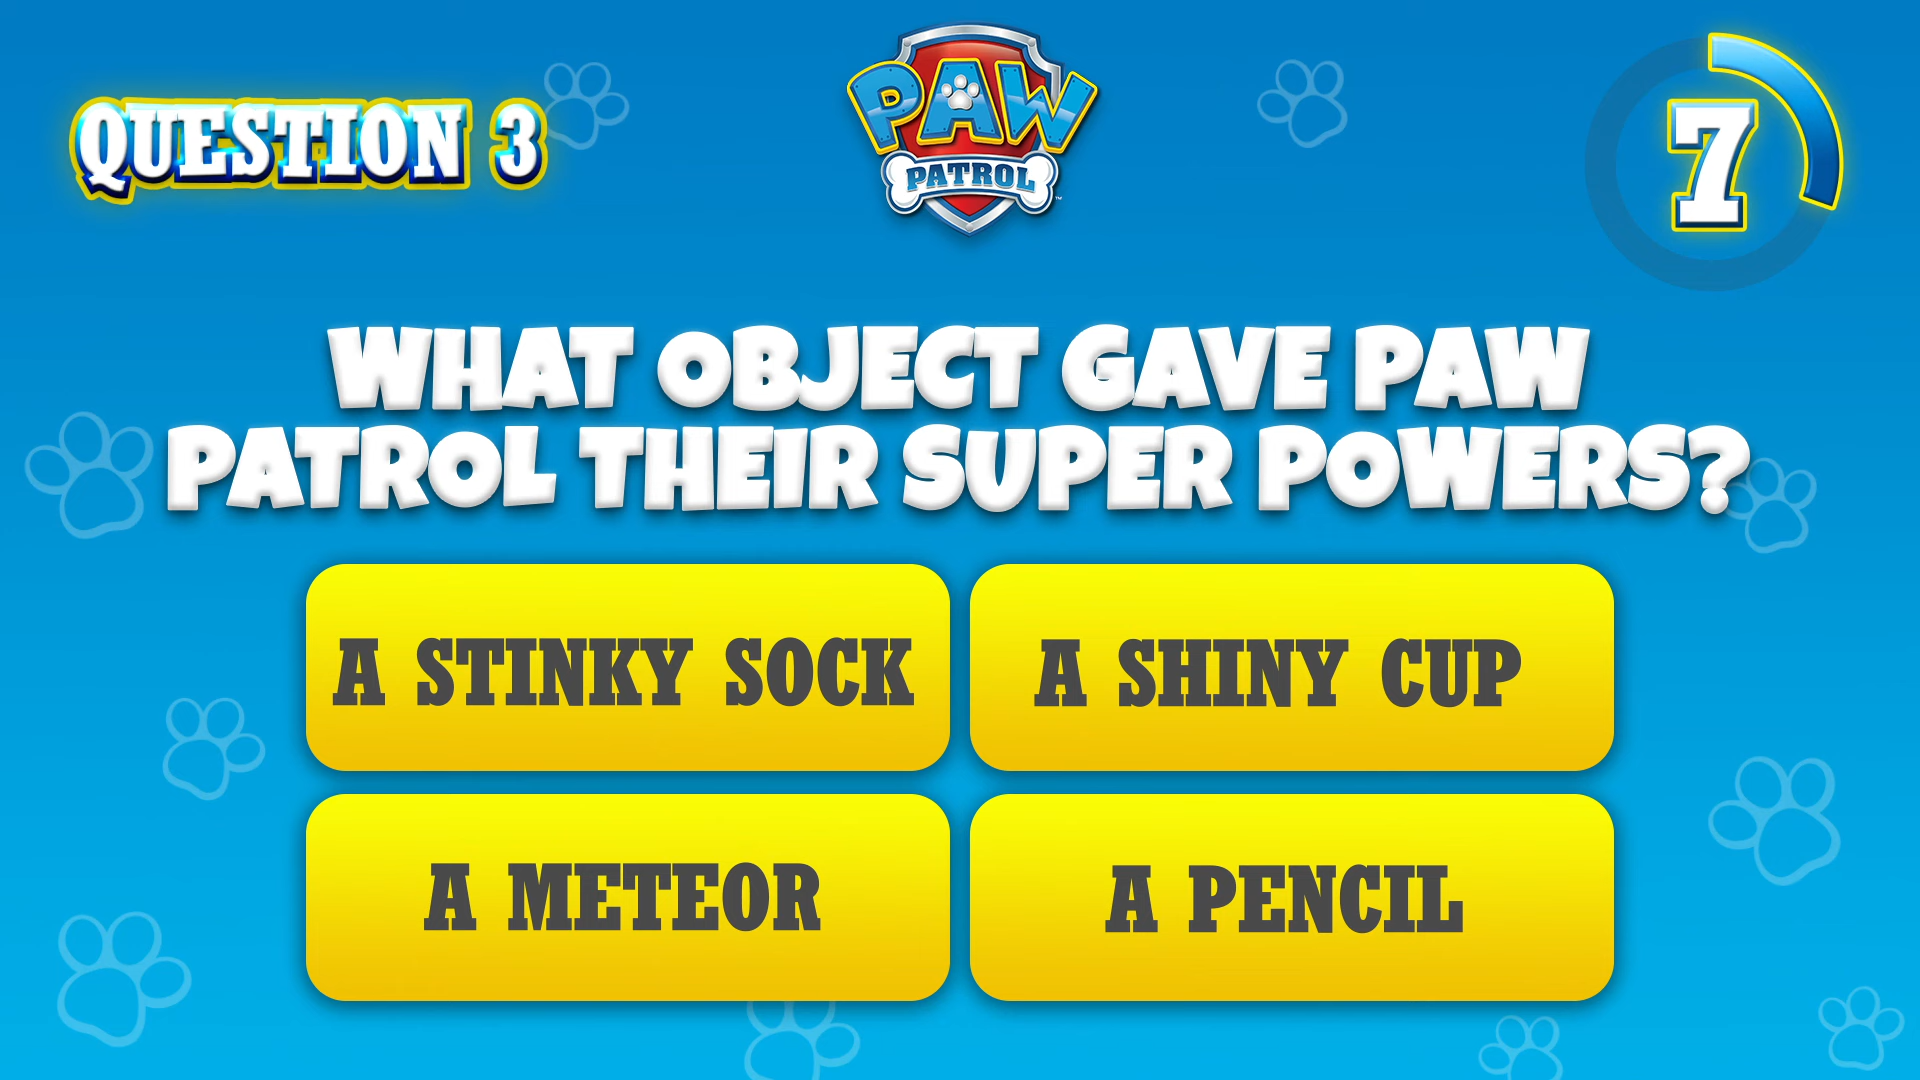 QUESTION 3
PAW
PATROL
7
WHAT OBJECT GAVE PAW
PATROL THEIR SUPER POWERS?
A STINKY SOCK
A SHINY CUP
A METEOR
A PENCIL